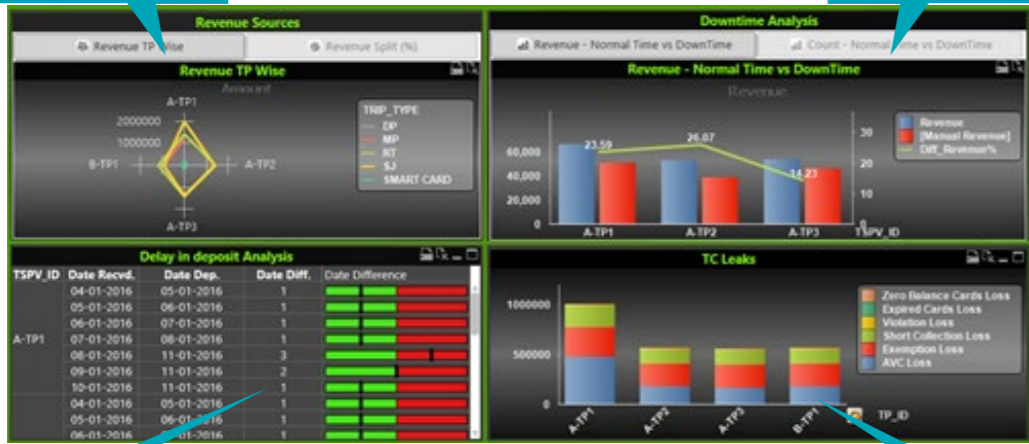 Revenue Sources
Revenue TP Wise
Revenue Split (%)
Revenue TP Wise
Amount
A-TP1
2000000
1000000
B-TP1
A-TP2
A-TP3
TRIP_TYPE
DP
MP
RT
SJ
SMART CARD
Downtime Analysis
Revenue - Normal Time vs DownTime
Count - Normal Time vs DownTime
Revenue - Normal Time vs DownTime
Revenue
Revenue
[Manual Revenue]
Diff_Revenue%
23.59
26.07
14.23
60,000
40,000
20,000
0
30
20
10
0
A-TP1
A-TP2
A-TP3
TSPV_ID
Delay in deposit Analysis
TSPV_ID Date Recvd. Date Dep. Date Diff. Date Difference
04-01-2016 05-01-2016 1
05-01-2016 06-01-2016 1
06-01-2016 07-01-2016 1
A-TP1 07-01-2016 08-01-2016 1
08-01-2016 11-01-2016 3
09-01-2016 11-01-2016 2
10-01-2016 11-01-2016 1
04-01-2016 05-01-2016 1
05-01-2016 06-01-2016 1
06-01-2016 07-01-2016 1
TC Leaks
1000000
500000
0
A-TP1
A-TP2
A-TP3
B-TP1
TP_ID
Zero Balance Cards Loss
Expired Cards Loss
Violation Loss
Short Collection Loss
Exemption Loss
AVC Loss